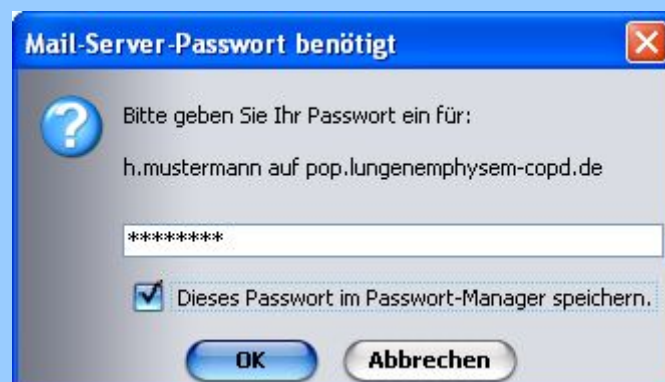 Mail-Server-Passwort benötigt
Bitte geben Sie Ihr Passwort ein für:
h.mustermann auf pop.lungenemphysem-copd.de
********
Dieses Passwort im Passwort-Manager speichern.
OK
Abbrechen